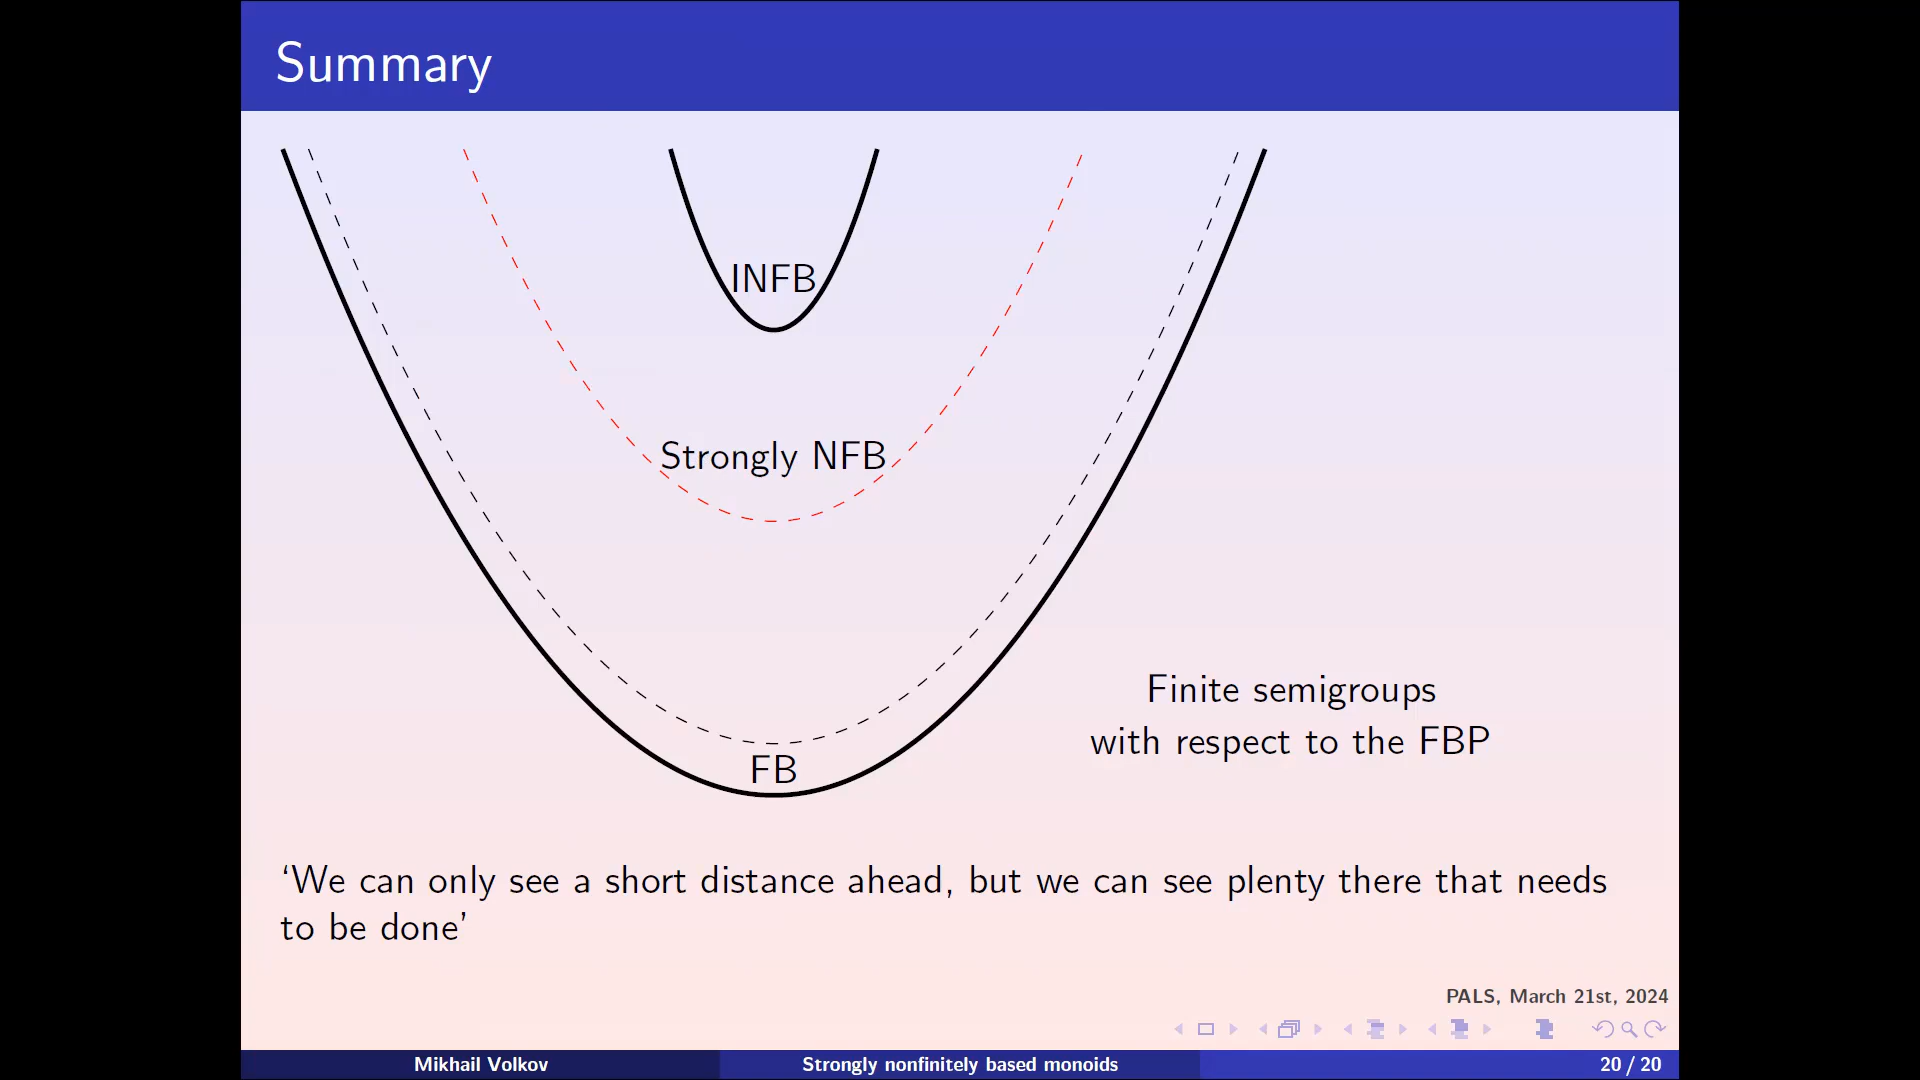 Summary
INFB
Strongly NFB
FB
Finite semigroups
with respect to the FBP
‘We can only see a short distance ahead, but we can see plenty there that needs
to be done’
PALS, March 21st, 2024
Mikhail Volkov
Strongly nonfinitely based monoids
20 / 20